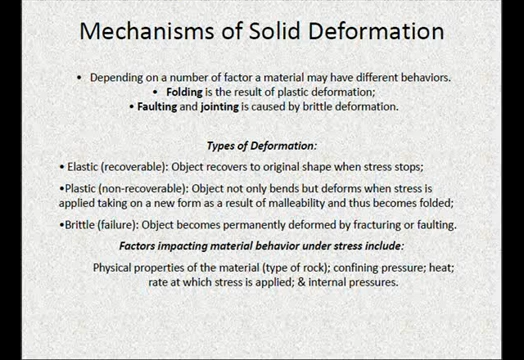 Mechanisms of Solid Deformation
• Depending on a number of factor a material may have different behaviors.
• Folding is the result of plastic deformation;
• Faulting and jointing is caused by brittle deformation.
Types of Deformation:
• Elastic (recoverable): Object recovers to original shape when stress stops;
•Plastic (non-recoverable): Object not only bends but deforms when stress is
applied taking on a new form as a result of malleability and thus becomes folded;
•Brittle (failure): Object becomes permanently deformed by fracturing or faulting.
Factors impacting material behavior under stress include:
Physical properties of the material (type of rock); confining pressure; heat;
rate at which stress is applied; & internal pressures.